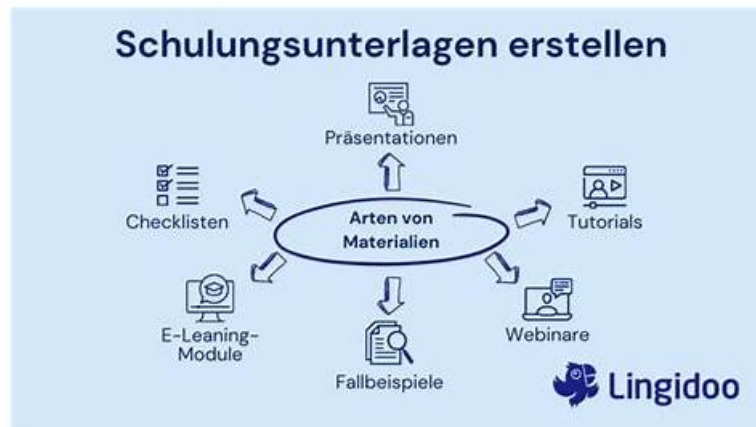 Schulungsunterlagen erstellen
Präsentationen
Checklisten
Arten von
Materialien
Tutorials
E-Leaning-
Module
Fallbeispiele
Webinare
Lingidoo